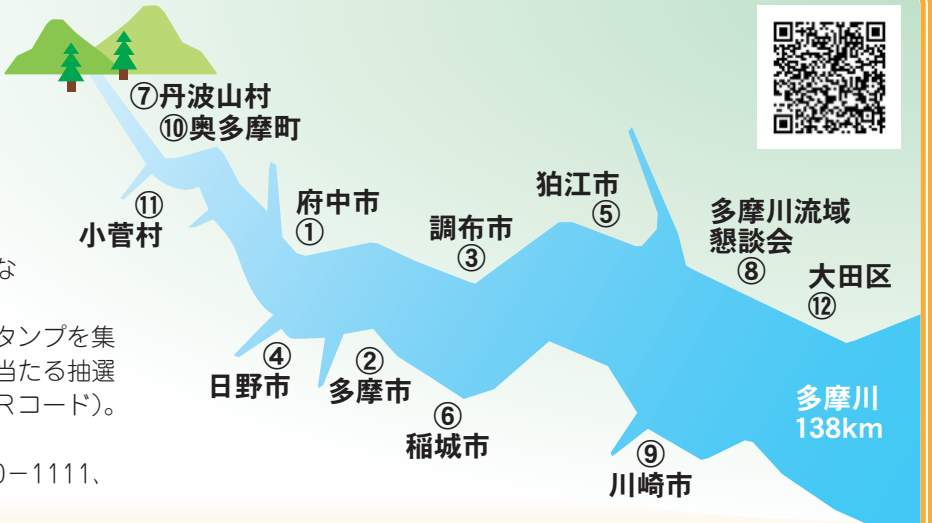 ⑦丹波山村
⑩奥多摩町
⑪
小菅村
府中市
①
調布市
③
狛江市
⑤
多摩川流域
懇談会
⑧
大田区
⑫
④
日野市
②
多摩市
⑥
稲城市
⑨
川崎市
多摩川
138km
な
タンプを集
当たる抽選
Rコード)。
0-1111、